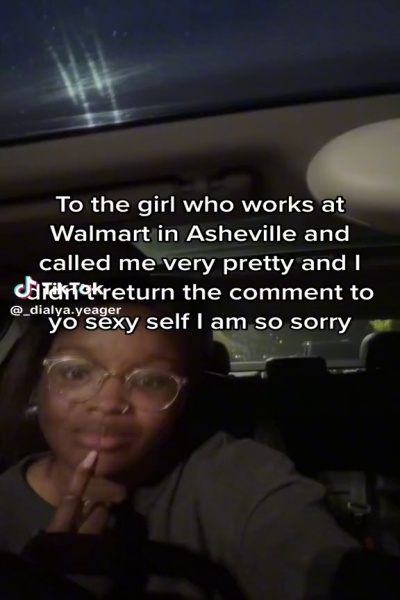 To the girl who works at
Walmart in Asheville and
called me very pretty and I
didn't return the comment to
yo sexy self I am so sorry
TikTok
@_dialya.yeager